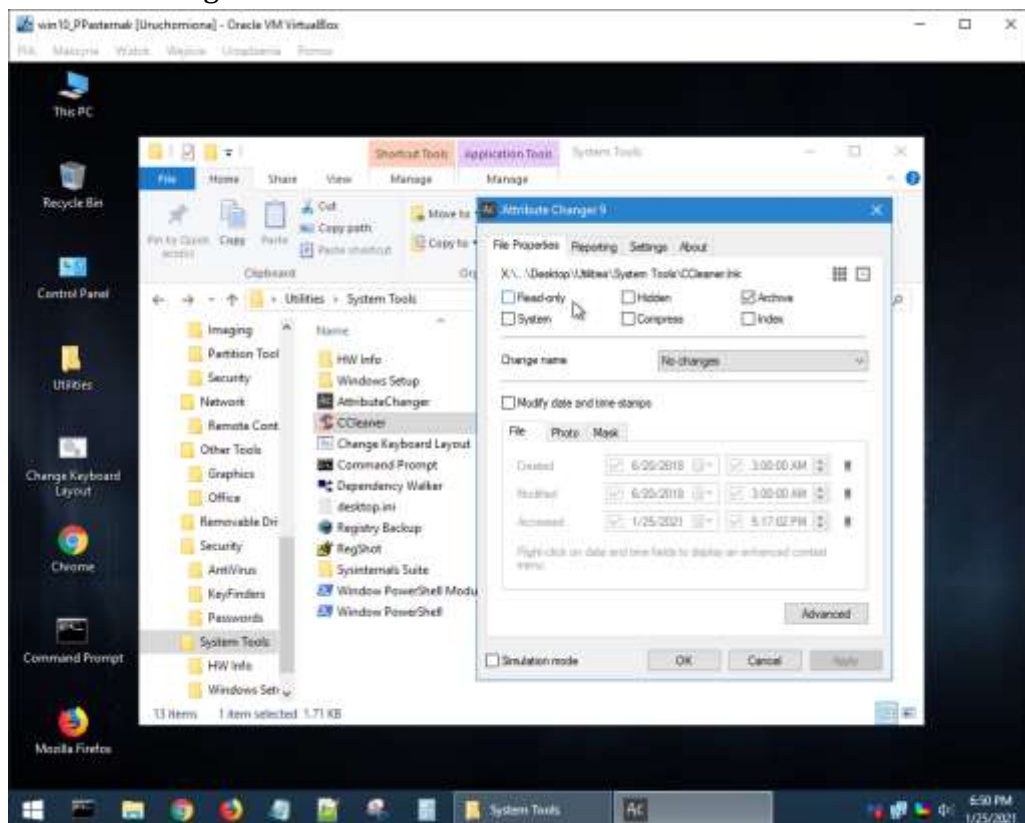 win10_PPasternak [Uruchomiona] - Oracle VM VirtualBox
Plik Maszyna Widok Wejście Urządzenia Pomoc
This PC
Recycle Bin
Control Panel
Utilities
Change Keyboard
Layout
Chrome
Command Prompt
Mozilla Firefox
Shortcut Tools Application Tools System Tools
File Home Share View Manage Manage
Pin to Quick
access
Copy
Paste
Cut
Copy path
Paste shortcut
Move to
Copy to
Clipboard
Utilities › System Tools
Imaging
Partition Tool
Security
Network
Remote Cont
Other Tools
Graphics
Office
Removable Dri
Security
AntiVirus
KeyFinders
Passwords
System Tools
HW Info
Windows Set
Name
HW Info
Windows Setup
AttributeChanger
CCleaner
Change Keyboard Layout
Command Prompt
Dependency Walker
desktop.ini
Registry Backup
RegShot
Sysinternals Suite
Window PowerShell Modu
Window PowerShell
13 items 1 item selected 1.71 KB
Attribute Changer 9
File Properties Reporting Settings About
X:\...\Desktop\Utilities\System Tools\CCleaner.lnk
Read-only Hidden Archive
System Compress Index
Change name No changes
Modify date and time-stamps
File Photo Mask
Created 6/20/2018 3:00:00 AM
Modified 6/20/2018 3:00:00 AM
Accessed 1/25/2021 5:17:02 PM
Right-click on date and time fields to display an enhanced context
menu.
Advanced
Simulation mode OK Cancel Apply
System Tools
Ac
6:50 PM
1/25/2021